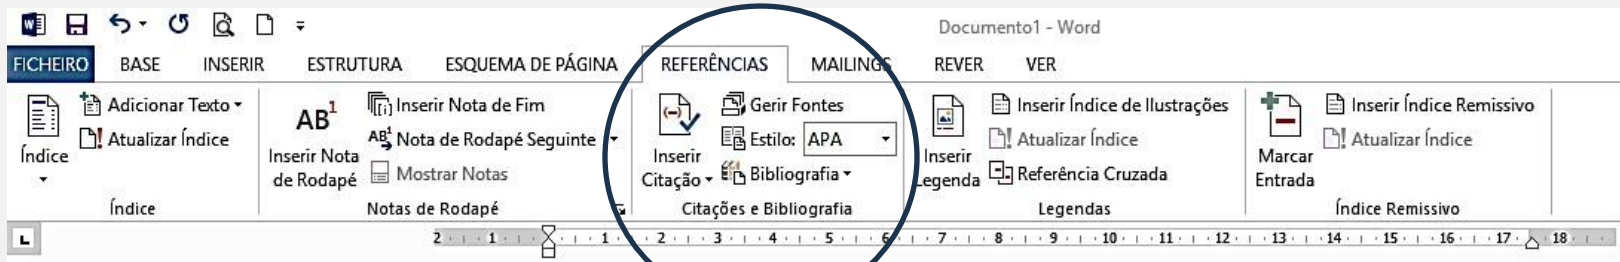 Documento1 - Word
FICHEIRO BASE INSERIR ESTRUTURA ESQUEMA DE PÁGINA REFERÊNCIAS MAILINGS REVER VER
Índice
Adicionar Texto
Atualizar Índice
Índice
AB1
Inserir Nota
de Rodapé
Inserir Nota de Fim
Nota de Rodapé Seguinte
Mostrar Notas
Notas de Rodapé
Inserir
Citação
Gerir Fontes
Estilo: APA
Bibliografia
Citações e Bibliografia
Inserir
Legenda
Inserir Índice de Ilustrações
Atualizar Índice
Referência Cruzada
Legendas
Marcar
Entrada
Inserir Índice Remissivo
Atualizar Índice
Índice Remissivo
2 1 1 2 3 4 5 6 7 8 9 10 11 12 13 14 15 16 17 18